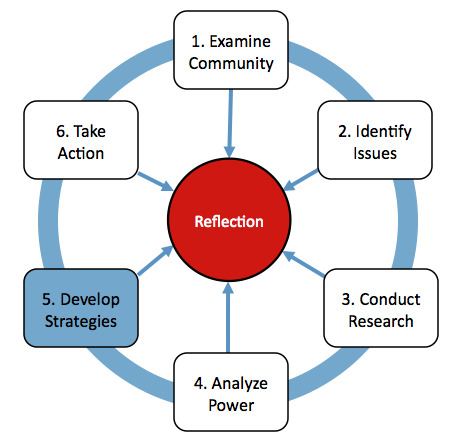 1. Examine
Community
2. Identify
Issues
3. Conduct
Research
4. Analyze
Power
5. Develop
Strategies
6. Take
Action
Reflection